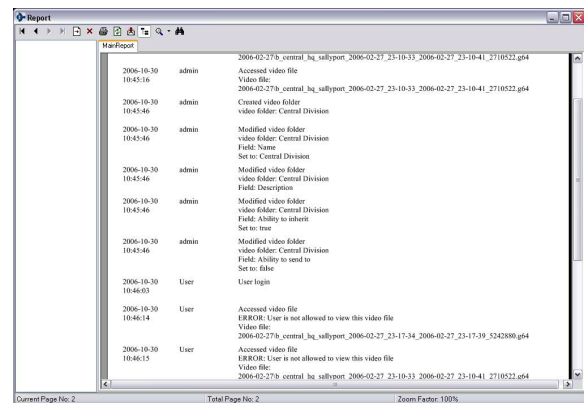 Report
MainReport
2006-02-27\b_central_hq_sallyport_2006-02-27_23-10-33_2006-02-27_23-10-41_2710522.g64
2006-10-30 admin Accessed video file
10:45:16 Video file:
2006-02-27\b_central_hq_sallyport_2006-02-27_23-10-33_2006-02-27_23-10-41_2710522.g64
2006-10-30 admin Created video folder
10:45:46 video folder: Central Division
2006-10-30 admin Modified video folder
10:45:46 video folder: Central Division
Field: Name
Set to: Central Division
2006-10-30 admin Modified video folder
10:45:46 video folder: Central Division
Field: Description
2006-10-30 admin Modified video folder
10:45:46 video folder: Central Division
Field: Ability to inherit
Set to: true
2006-10-30 admin Modified video folder
10:45:46 video folder: Central Division
Field: Ability to send to
Set to: false
2006-10-30 User User login
10:46:03
2006-10-30 User Accessed video file
10:46:14 ERROR: User is not allowed to view this video file
Video file:
2006-02-27\b_central_hq_sallyport_2006-02-27_23-17-34_2006-02-27_23-17-39_5242880.g64
2006-10-30 User Accessed video file
10:46:15 ERROR: User is not allowed to view this video file
Video file:
2006-02-27\b_central_hq_sallyport_2006-02-27_23-10-33_2006-02-27_23-10-41_2710522.g64
Current Page No: 2 Total Page No: 2 Zoom Factor: 100%